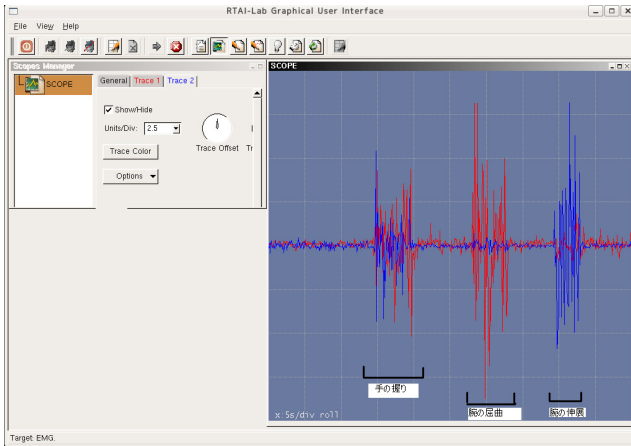 RTAI-Lab Graphical User Interface
File View Help
Scopes Manager
SCOPE
SCOPE
General Trace 1 Trace 2
Show/Hide
Units/Div: 2.5
Trace Color
Trace Offset
Tr
Options
手の握り
腕の屈曲
腕の伸展
x:5s/div roll
Target: EMG.